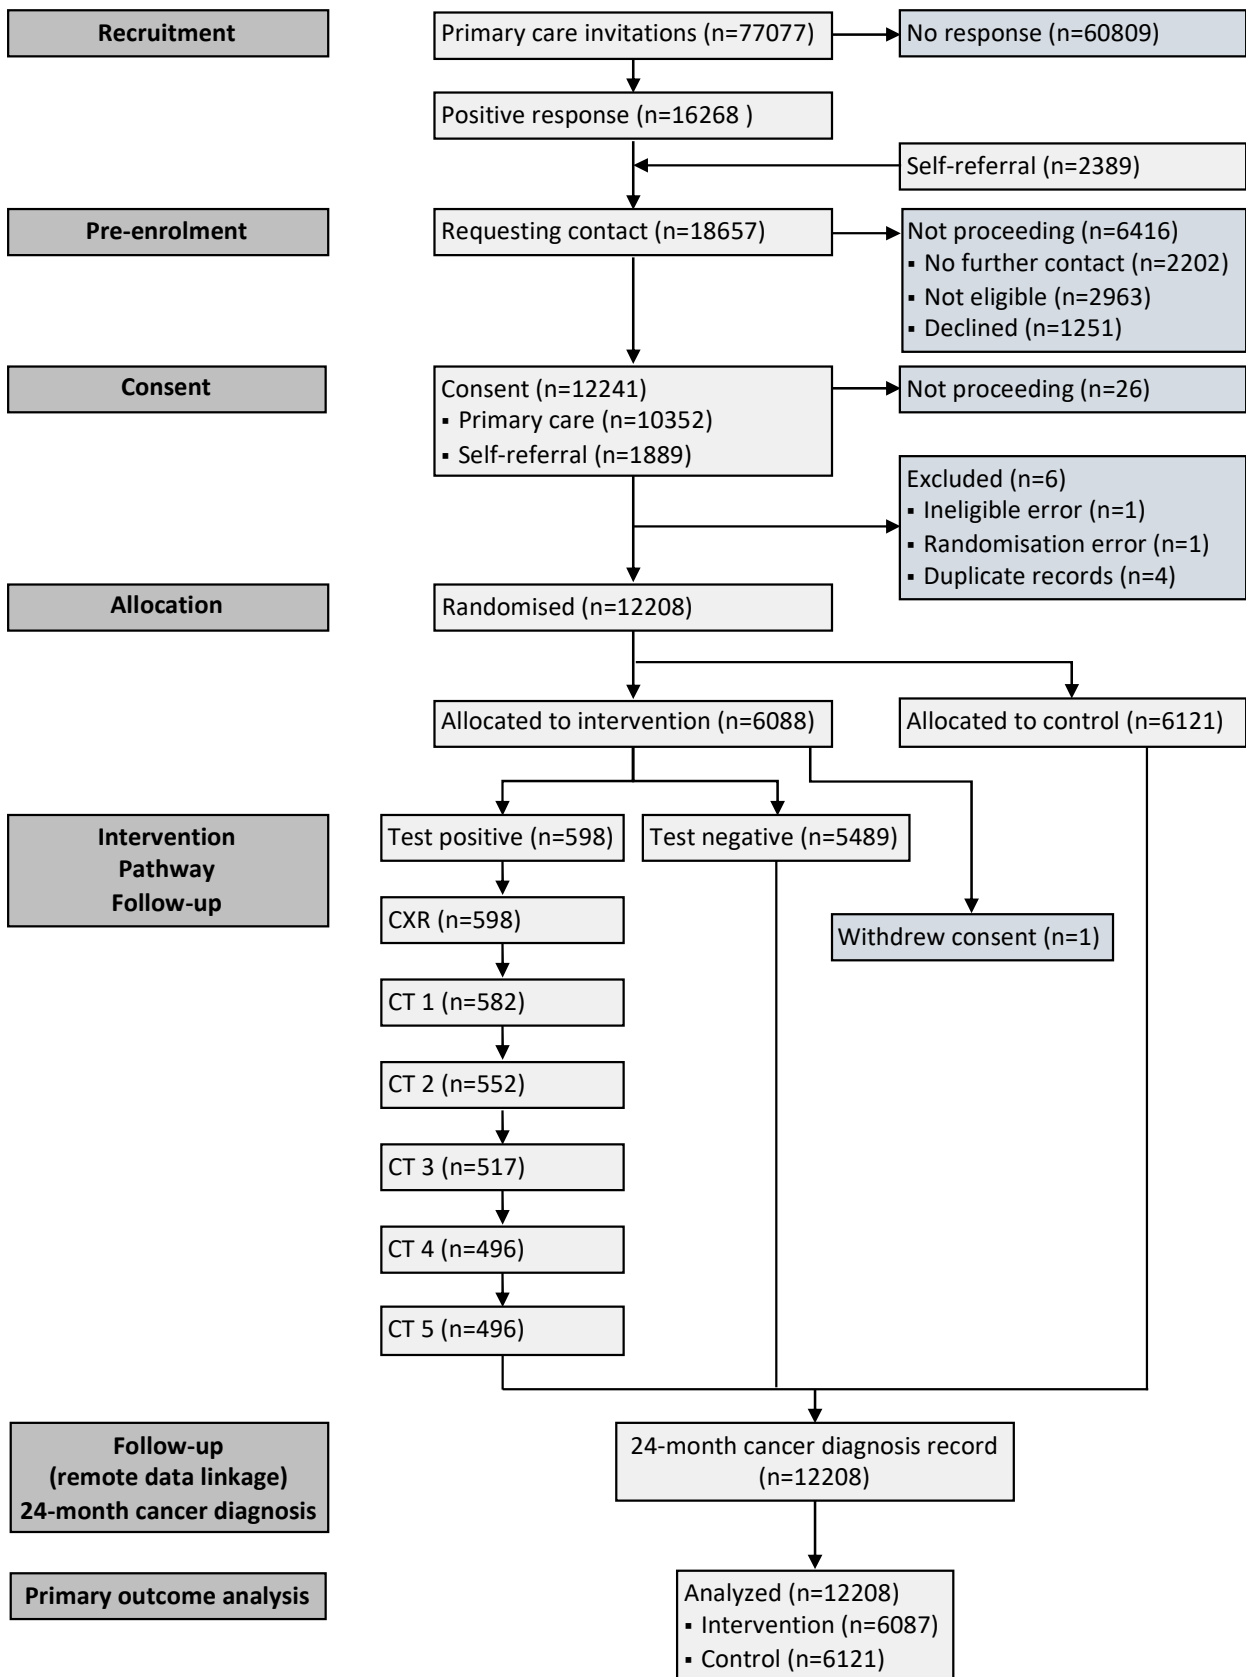 Recruitment
Primary care invitations (n=77077)
No response (n=60809)
Positive response (n=16268 )
Self-referral (n=2389)
Pre-enrolment
Requesting contact (n=18657)
Not proceeding (n=6416)
▪ No further contact (n=2202)
▪ Not eligible (n=2963)
▪ Declined (n=1251)
Consent
Consent (n=12241)
▪ Primary care (n=10352)
▪ Self-referral (n=1889)
Not proceeding (n=26)
Excluded (n=6)
▪ Ineligible error (n=1)
▪ Randomisation error (n=1)
▪ Duplicate records (n=4)
Allocation
Randomised (n=12208)
Allocated to intervention (n=6088)
Allocated to control (n=6121)
Intervention
Pathway
Follow-up
Test positive (n=598)
Test negative (n=5489)
CXR (n=598)
Withdrew consent (n=1)
CT 1 (n=582)
CT 2 (n=552)
CT 3 (n=517)
CT 4 (n=496)
CT 5 (n=496)
Follow-up
(remote data linkage)
24-month cancer diagnosis
24-month cancer diagnosis record
(n=12208)
Primary outcome analysis
Analyzed (n=12208)
▪ Intervention (n=6087)
▪ Control (n=6121)